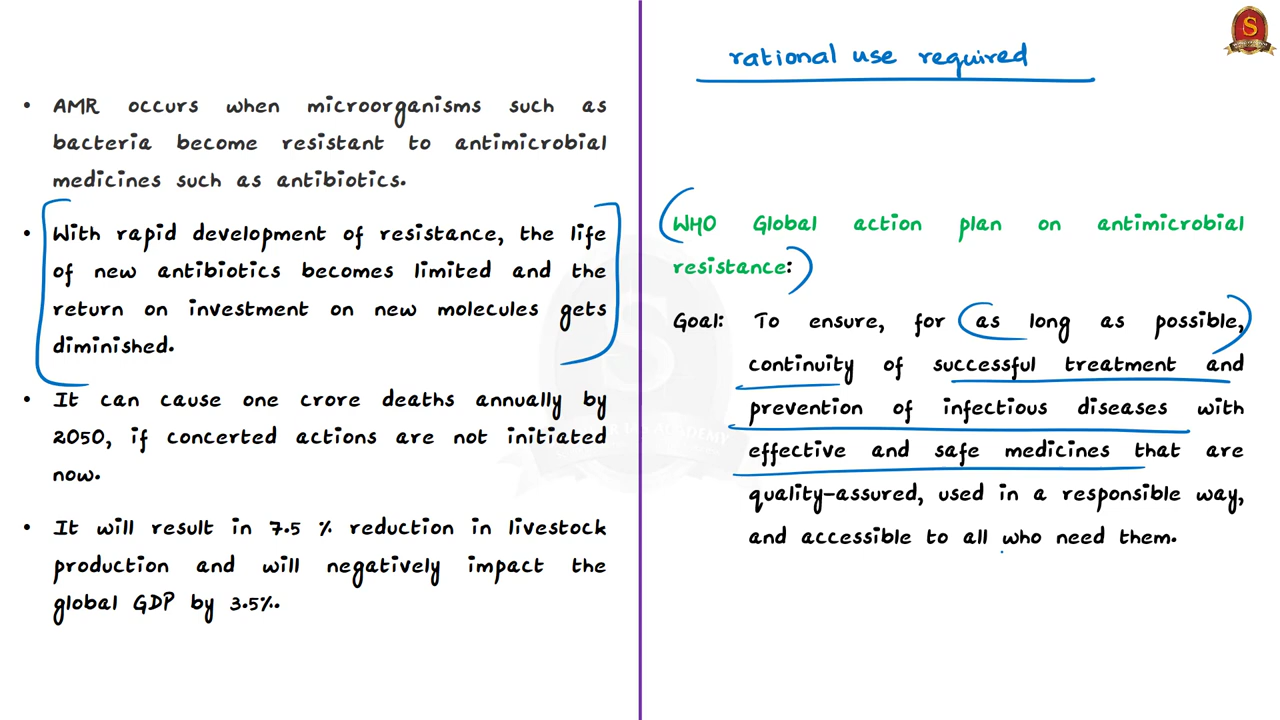 • AMR occurs when microorganisms such as
bacteria become resistant to antimicrobial
medicines such as antibiotics.
• With rapid development of resistance, the life
of new antibiotics becomes limited and the
return on investment on new molecules gets
diminished.
• It can cause one crore deaths annually by
2050, if concerted actions are not initiated
now.
• It will result in 7.5 % reduction in livestock
production and will negatively impact the
global GDP by 3.5%.
rational use required
WHO Global action plan on antimicrobial
resistance:
Goal: To ensure, for as long as possible,
continuity of successful treatment and
prevention of infectious diseases with
effective and safe medicines that are
quality-assured, used in a responsible way,
and accessible to all who need them.
S